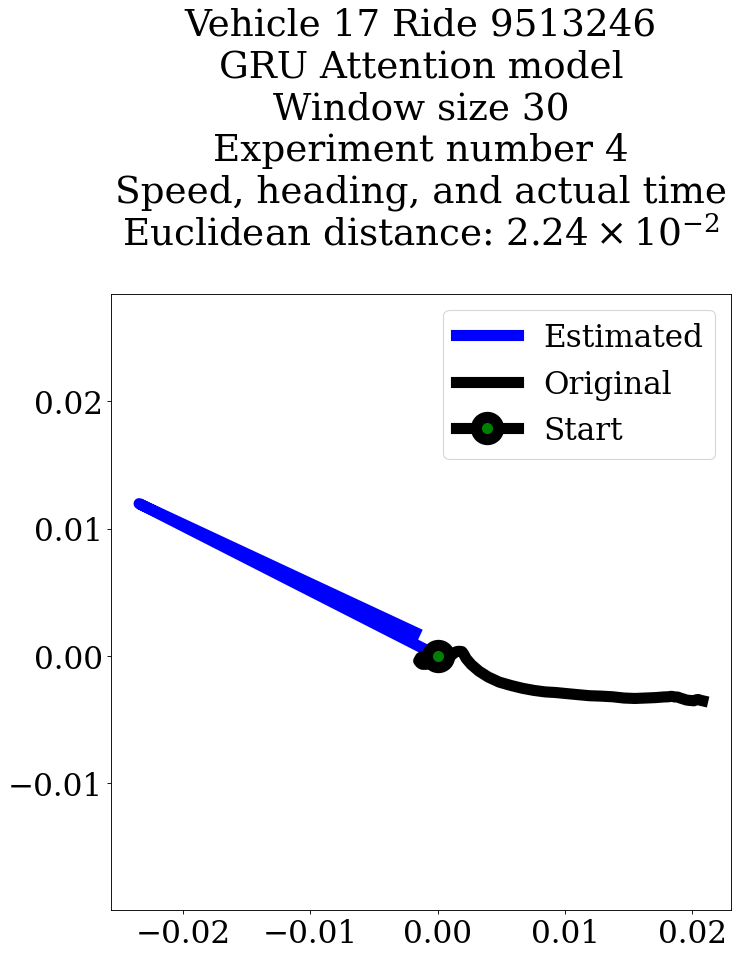 Vehicle 17 Ride 9513246
GRU Attention model
Window size 30
Experiment number 4
Speed, heading, and actual time
Euclidean distance: 2.24 × 10⁻²
Estimated
Original
Start
0.02
0.01
0.00
−0.01
−0.02 −0.01 0.00 0.01 0.02